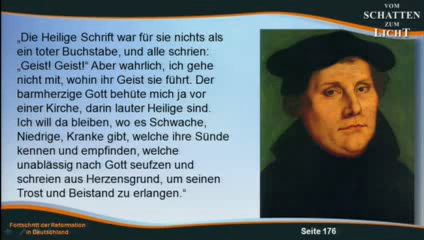 VOM
SCHATTEN
ZUM
LICHT
„Die Heilige Schrift war für sie nichts als
ein toter Buchstabe, und alle schrien:
„Geist! Geist!“ Aber wahrlich, ich gehe
nicht mit, wohin ihr Geist sie führt. Der
barmherzige Gott behüte mich ja vor
einer Kirche, darin lauter Heilige sind.
Ich will da bleiben, wo es Schwache,
Niedrige, Kranke gibt, welche ihre Sünde
kennen und empfinden, welche
unablässig nach Gott seufzen und
schreien aus Herzensgrund, um seinen
Trost und Beistand zu erlangen.“
Fortschritt der Reformation
in Deutschland
Seite 176